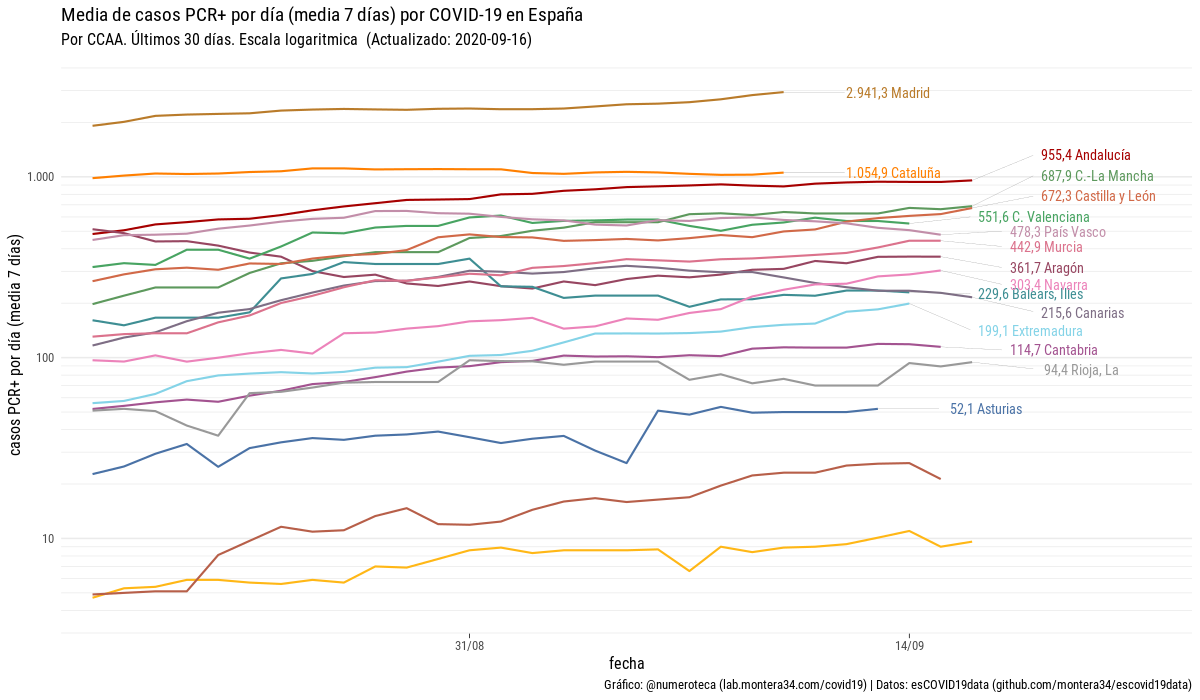 Media de casos PCR+ por día (media 7 días) por COVID-19 en España
Por CCAA. Últimos 30 días. Escala logaritmica  (Actualizado: 2020-09-16)
casos PCR+ por día (media 7 días)
1.000
100
10
2.941,3 Madrid
1.054,9 Cataluña
955,4 Andalucía
687,9 C.-La Mancha
672,3 Castilla y León
551,6 C. Valenciana
478,3 País Vasco
442,9 Murcia
361,7 Aragón
303,4 Navarra
229,6 Balears, Illes
215,6 Canarias
199,1 Extremadura
114,7 Cantabria
94,4 Rioja, La
52,1 Asturias
31/08
14/09
fecha
Gráfico: @numeroteca (lab.montera34.com/covid19) | Datos: esCOVID19data (github.com/montera34/escovid19data)